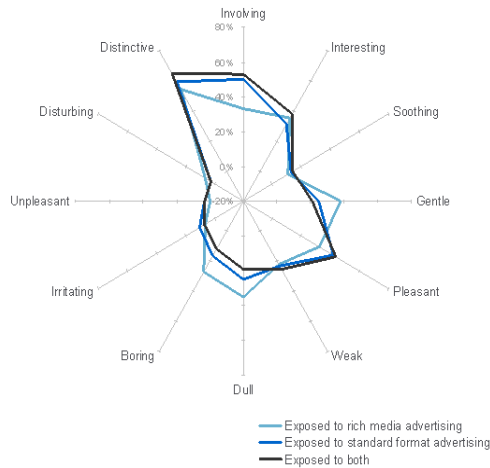 Involving
80%
Distinctive
Interesting
60%
40%
Disturbing
Soothing
20%
0%
Unpleasant
-20%
Gentle
Irritating
Pleasant
Boring
Weak
Dull
Exposed to rich media advertising
Exposed to standard format advertising
Exposed to both